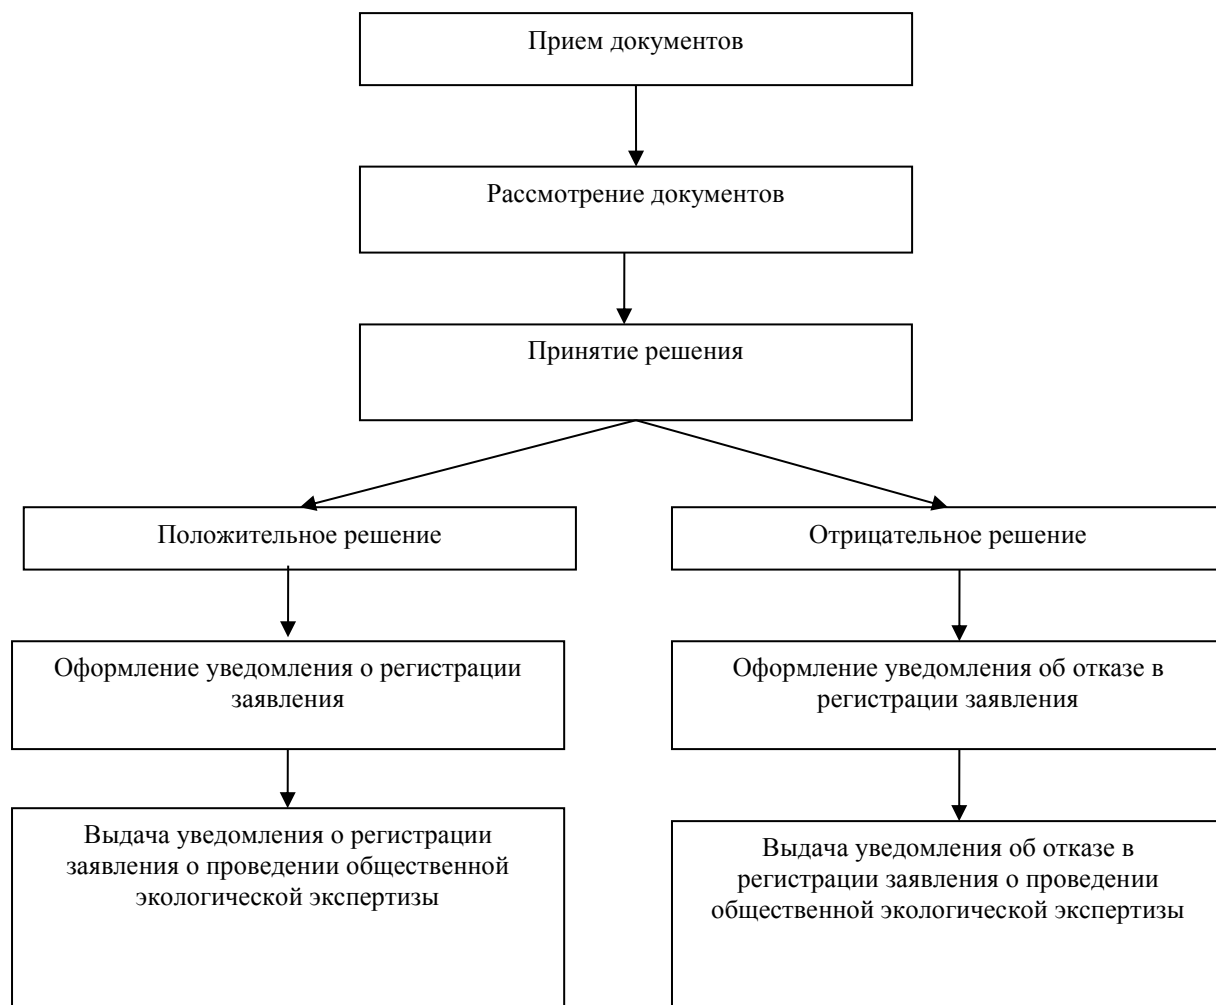 Прием документов
Рассмотрение документов
Принятие решения
Положительное решение
Отрицательное решение
Оформление уведомления о регистрации
заявления
Оформление уведомления об отказе в
регистрации заявления
Выдача уведомления о регистрации
заявления о проведении общественной
экологической экспертизы
Выдача уведомления об отказе в
регистрации заявления о проведении
общественной экологической экспертизы